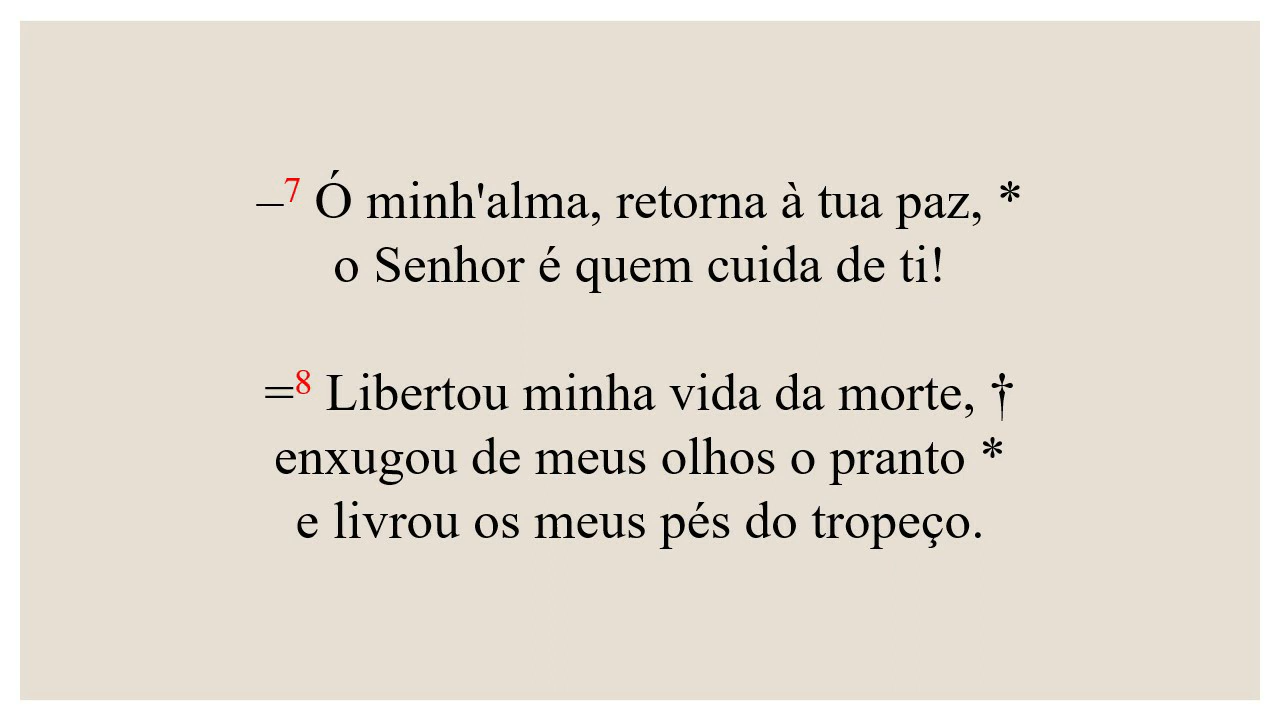 –7 Ó minh'alma, retorna à tua paz, *
o Senhor é quem cuida de ti!
=8 Libertou minha vida da morte, †
enxugou de meus olhos o pranto *
e livrou os meus pés do tropeço.